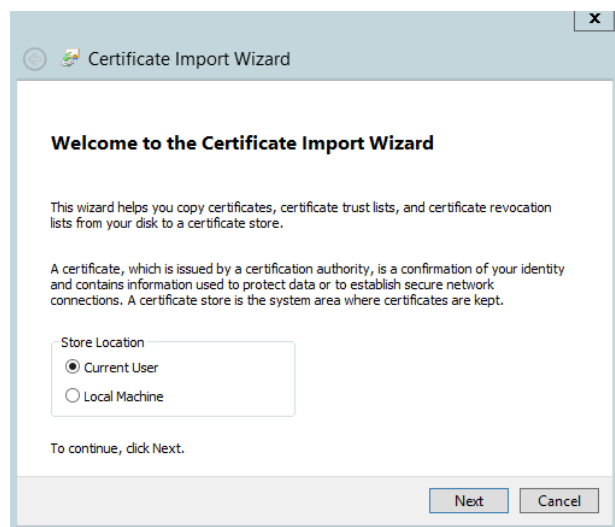 x
Certificate Import Wizard
Welcome to the Certificate Import Wizard
This wizard helps you copy certificates, certificate trust lists, and certificate revocation
lists from your disk to a certificate store.
A certificate, which is issued by a certification authority, is a confirmation of your identity
and contains information used to protect data or to establish secure network
connections. A certificate store is the system area where certificates are kept.
Store Location
Current User
Local Machine
To continue, click Next.
Next Cancel